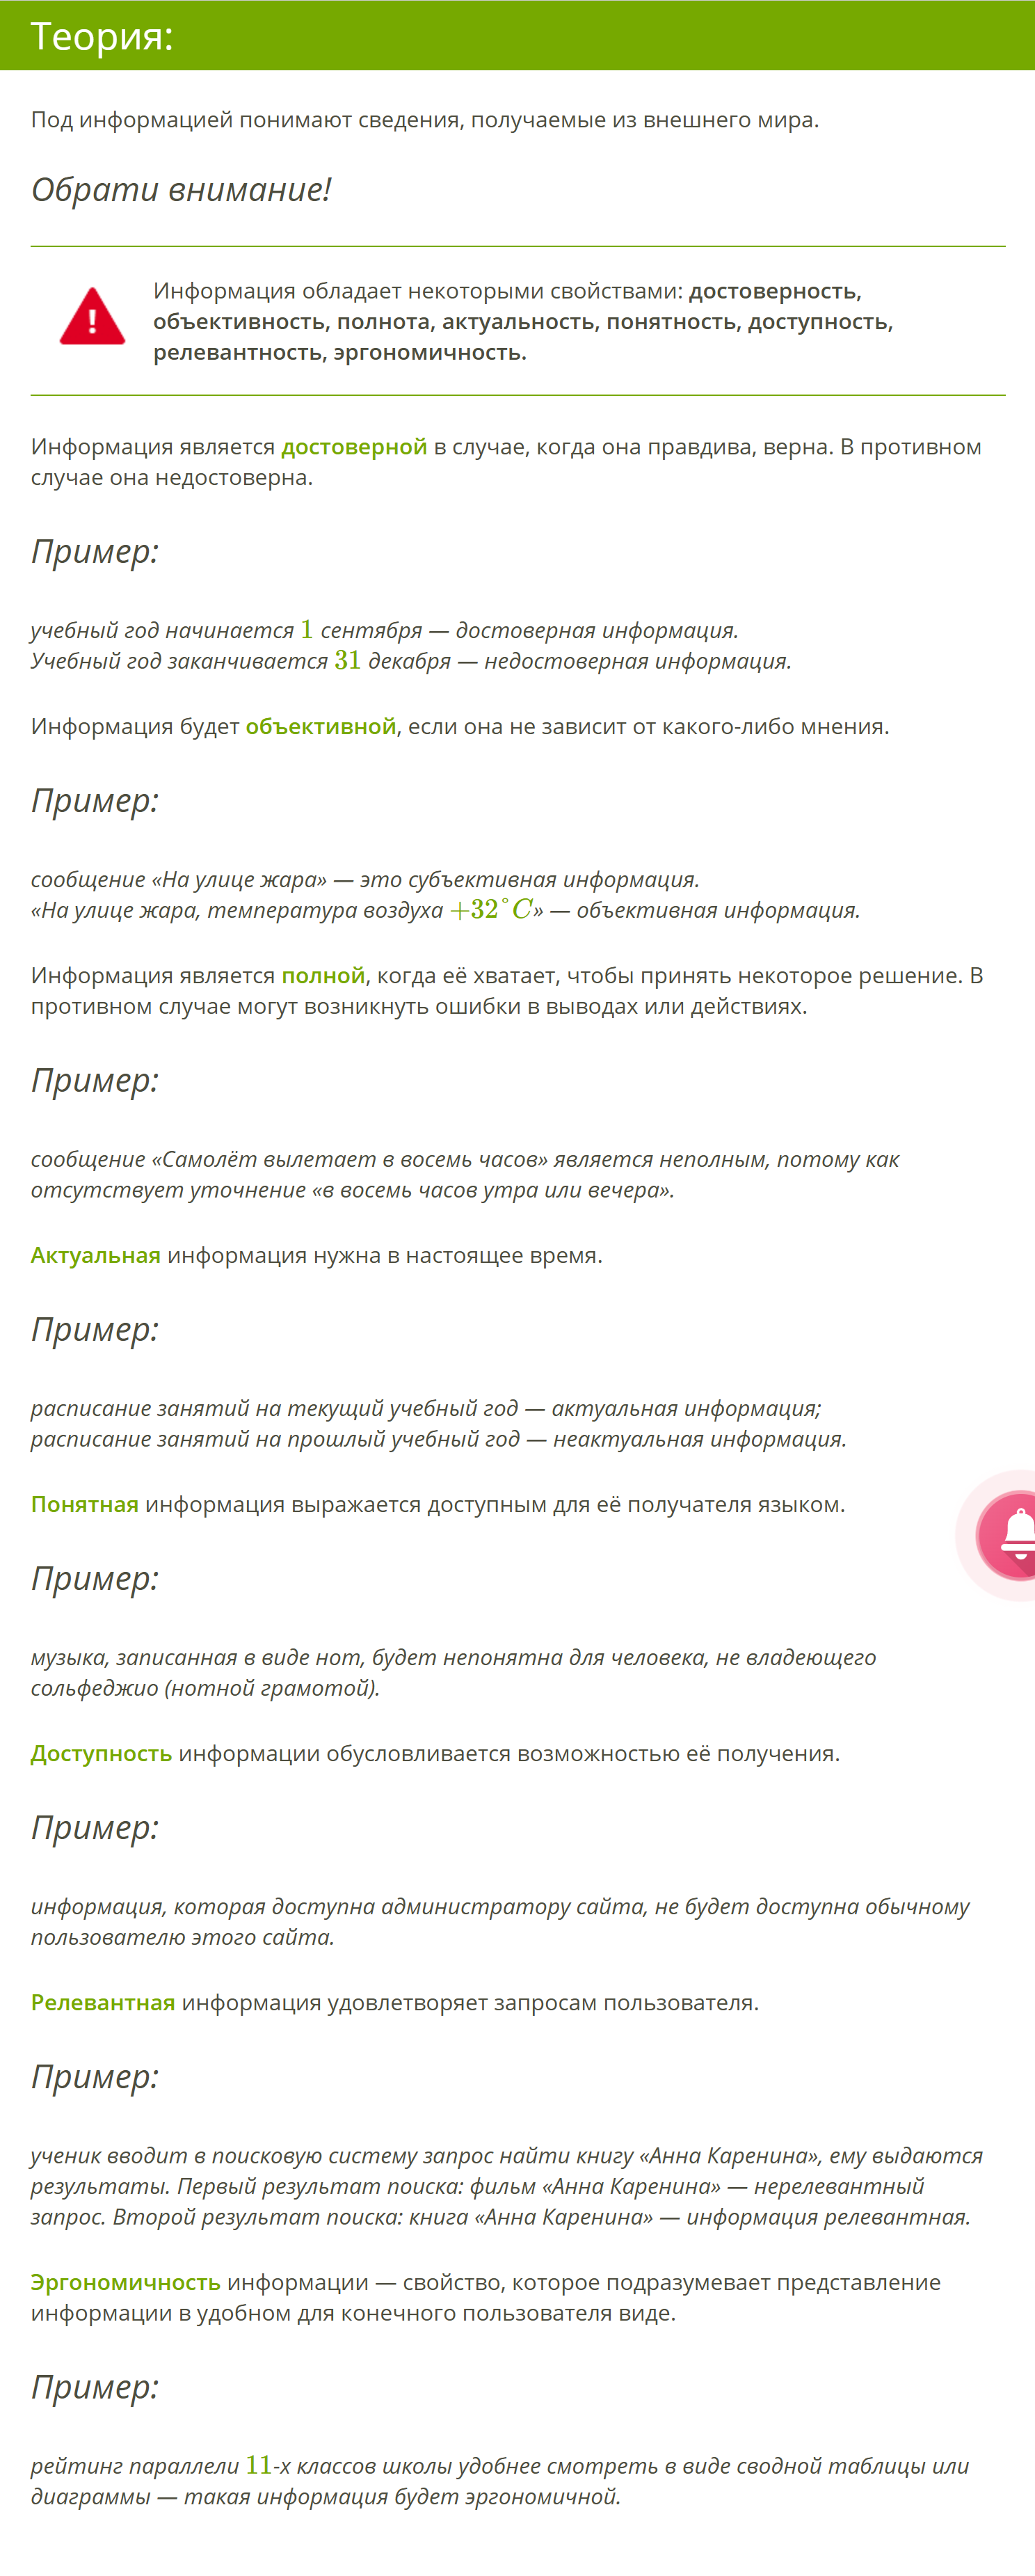 Теория:
Под информацией понимают сведения, получаемые из внешнего мира.
Обрати внимание!
Информация обладает некоторыми свойствами: достоверность,
объективность, полнота, актуальность, понятность, доступность,
релевантность, эргономичность.
Информация является достоверной в случае, когда она правдива, верна. В противном
случае она недостоверна.
Пример:
учебный год начинается 1 сентября — достоверная информация.
Учебный год заканчивается 31 декабря — недостоверная информация.
Информация будет объективной, если она не зависит от какого-либо мнения.
Пример:
сообщение «На улице жара» — это субъективная информация.
«На улице жара, температура воздуха +32°C» — объективная информация.
Информация является полной, когда её хватает, чтобы принять некоторое решение. В
противном случае могут возникнуть ошибки в выводах или действиях.
Пример:
сообщение «Самолёт вылетает в восемь часов» является неполным, потому как
отсутствует уточнение «в восемь часов утра или вечера».
Актуальная информация нужна в настоящее время.
Пример:
расписание занятий на текущий учебный год — актуальная информация;
расписание занятий на прошлый учебный год — неактуальная информация.
Понятная информация выражается доступным для её получателя языком.
Пример:
музыка, записанная в виде нот, будет непонятна для человека, не владеющего
сольфеджио (нотной грамотой).
Доступность информации обусловливается возможностью её получения.
Пример:
информация, которая доступна администратору сайта, не будет доступна обычному
пользователю этого сайта.
Релевантная информация удовлетворяет запросам пользователя.
Пример:
ученик вводит в поисковую систему запрос найти книгу «Анна Каренина», ему выдаются
результаты. Первый результат поиска: фильм «Анна Каренина» — нерелевантный
запрос. Второй результат поиска: книга «Анна Каренина» — информация релевантная.
Эргономичность информации — свойство, которое подразумевает представление
информации в удобном для конечного пользователя виде.
Пример:
рейтинг параллели 11-х классов школы удобнее смотреть в виде сводной таблицы или
диаграммы — такая информация будет эргономичной.